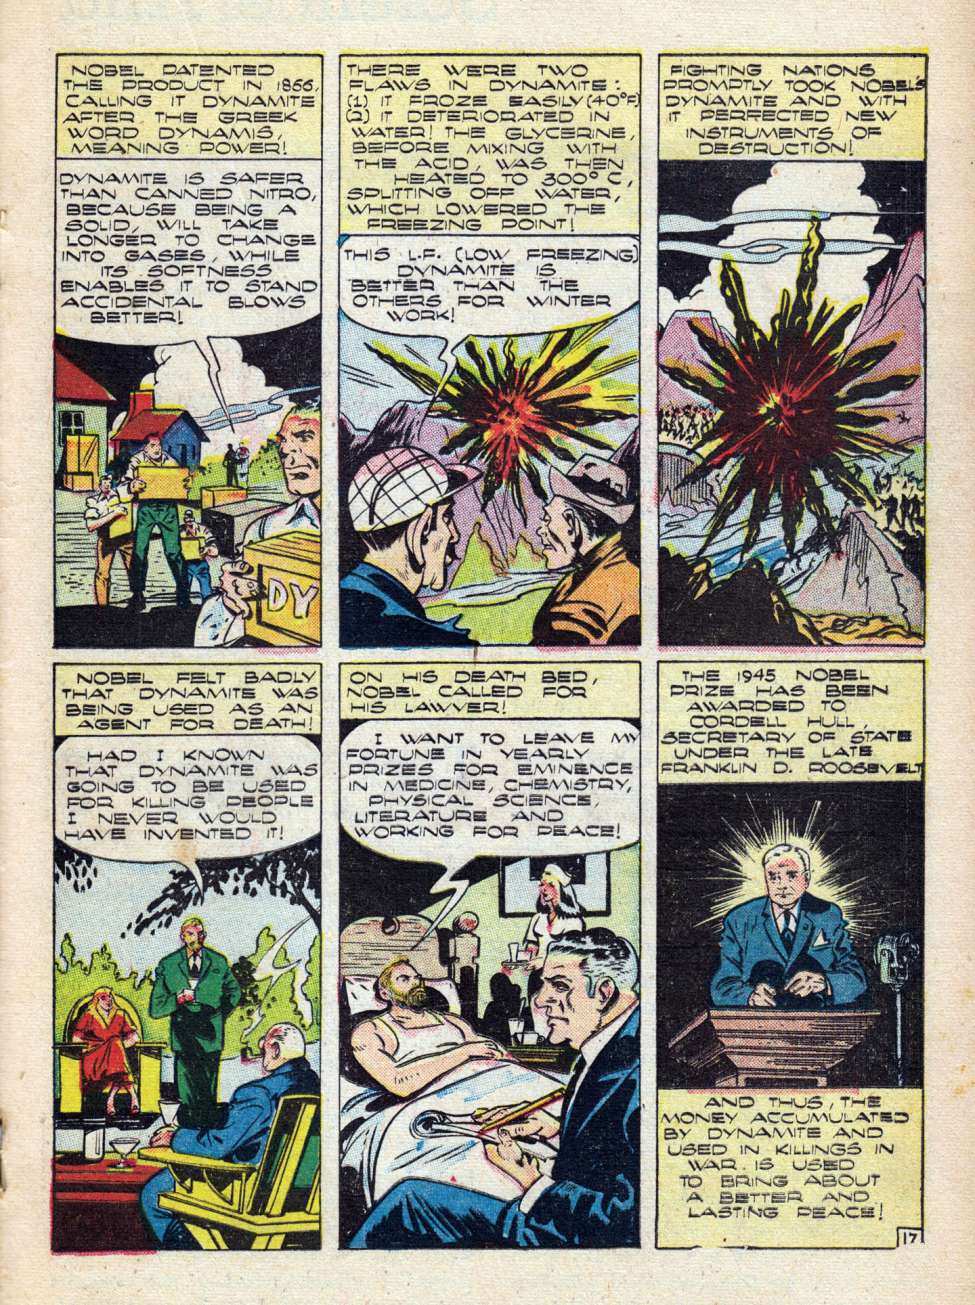 NOBEL PATENTED
THE PRODUCT IN 1866,
CALLING IT DYNAMITE
AFTER THE GREEK
WORD DYNAMIS,
MEANING POWER!
DYNAMITE IS SAFER
THAN CANNED NITRO,
BECAUSE BEING A
SOLID, WILL TAKE
LONGER TO CHANGE
INTO GASES, WHILE
ITS SOFTNESS
ENABLES IT TO STAND
ACCIDENTAL BLOWS
BETTER!
DY
THERE WERE TWO
FLAWS IN DYNAMITE:
(1) IT FROZE EASILY (40°F)
(2) IT DETERIORATED IN
WATER! THE GLYCERINE,
BEFORE MIXING WITH
THE ACID, WAS THEN
HEATED TO 300° C,
SPLITTING OFF WATER,
WHICH LOWERED THE
FREEZING POINT!
THIS L.F. (LOW FREEZING)
DYNAMITE IS
BETTER THAN THE
OTHERS FOR WINTER
WORK!
FIGHTING NATIONS
PROMPTLY TOOK NOBEL'S
DYNAMITE AND WITH
IT PERFECTED NEW
INSTRUMENTS OF
DESTRUCTION!
NOBEL FELT BADLY
THAT DYNAMITE WAS
BEING USED AS AN
AGENT FOR DEATH!
HAD I KNOWN
THAT DYNAMITE WAS
GOING TO BE USED
FOR KILLING PEOPLE
I NEVER WOULD
HAVE INVENTED IT!
ON HIS DEATH BED,
NOBEL CALLED FOR
HIS LAWYER!
I WANT TO LEAVE MY
FORTUNE IN YEARLY
PRIZES FOR EMINENCE
IN MEDICINE, CHEMISTRY,
PHYSICAL SCIENCE,
LITERATURE AND
WORKING FOR PEACE!
THE 1945 NOBEL
PRIZE HAS BEEN
AWARDED TO
CORDELL HULL,
SECRETARY OF STATE
UNDER THE LATE
FRANKLIN D. ROOSEVELT
AND THUS, THE
MONEY ACCUMULATED
BY DYNAMITE AND
USED IN KILLINGS IN
WAR. IS USED
TO BRING ABOUT
A BETTER AND
LASTING PEACE!
17